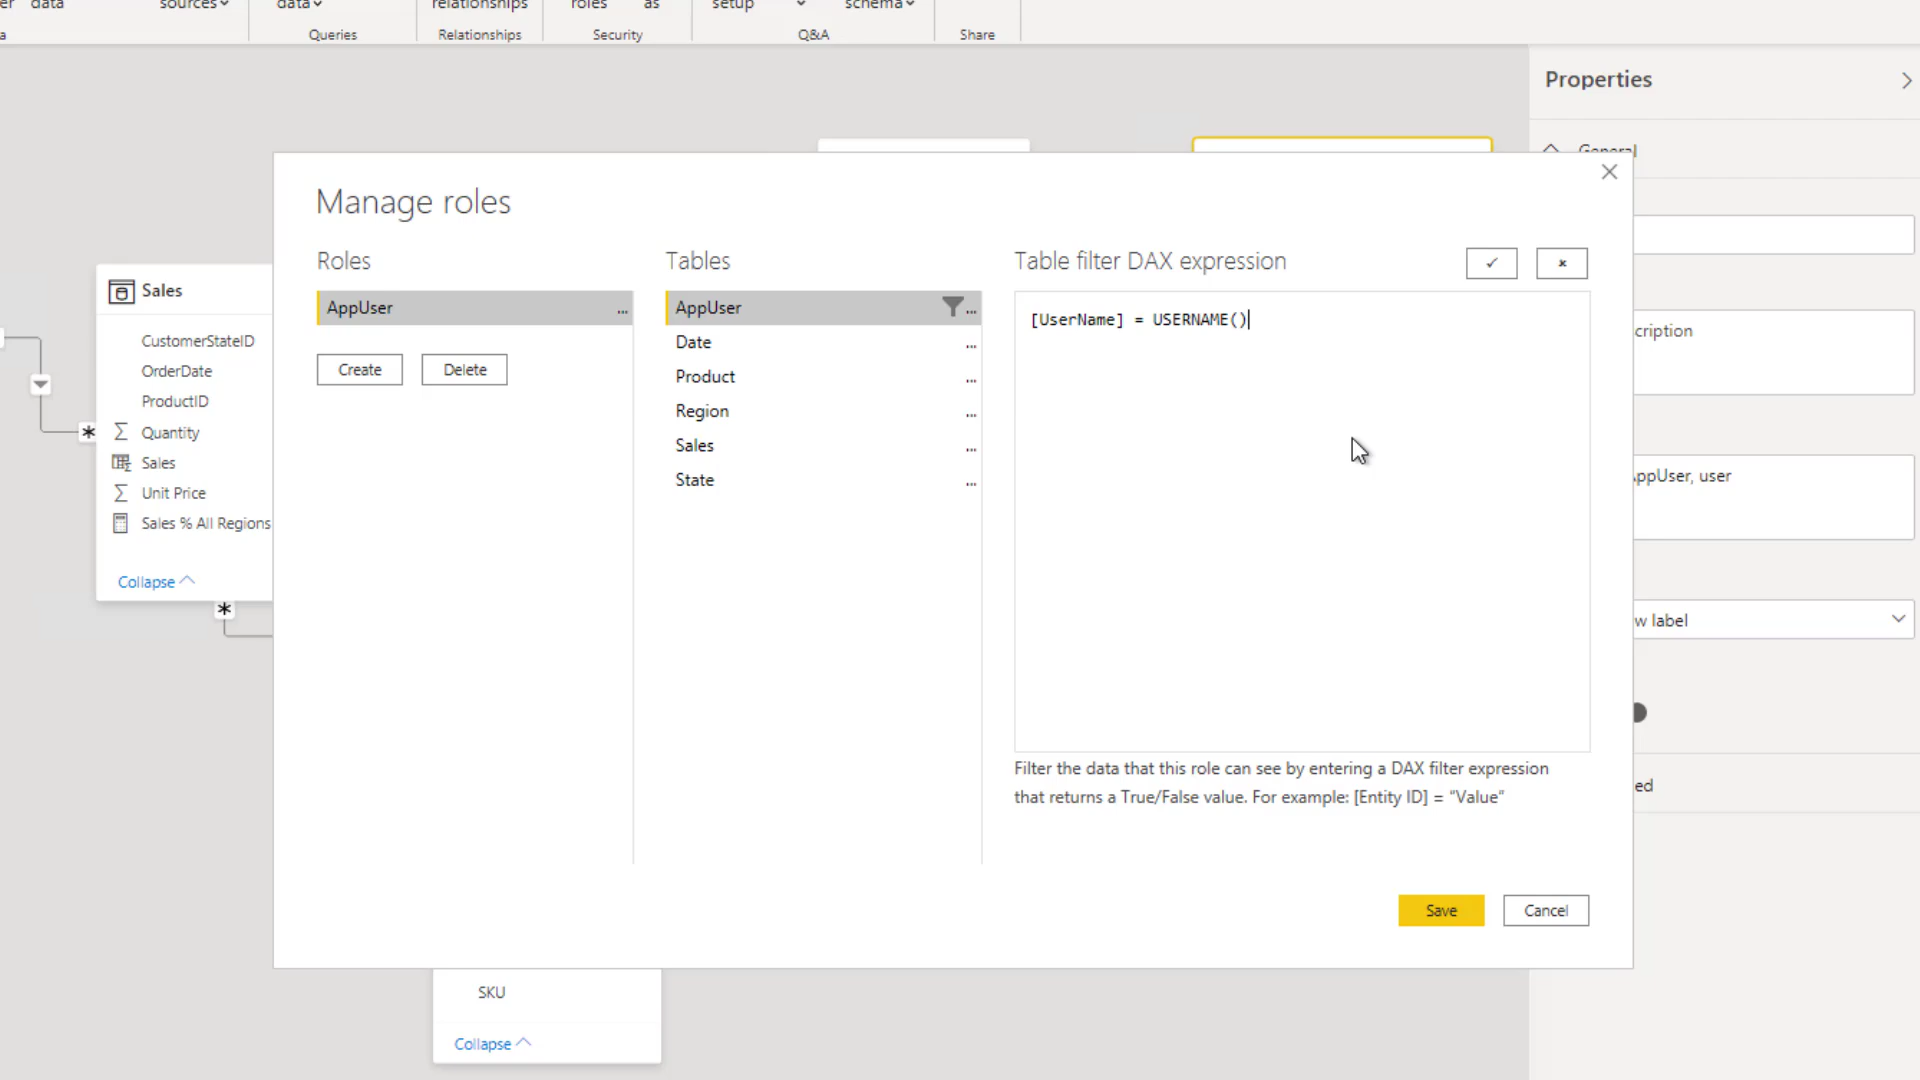 data
sources
data
relationships
roles
as
setup
schema
Queries
Relationships
Security
Q&A
Share
Properties
General
Manage roles
Roles
Tables
Table filter DAX expression
AppUser
...
AppUser
...
[UserName] = USERNAME()
Date
...
Product
...
Region
...
Sales
...
State
...
Create
Delete
Filter the data that this role can see by entering a DAX filter expression
that returns a True/False value. For example: [Entity ID] = "Value"
Save
Cancel
Sales
CustomerStateID
OrderDate
ProductID
Quantity
Sales
Unit Price
Sales % All Regions
Collapse
SKU
Collapse
cription
AppUser, user
w label
ed